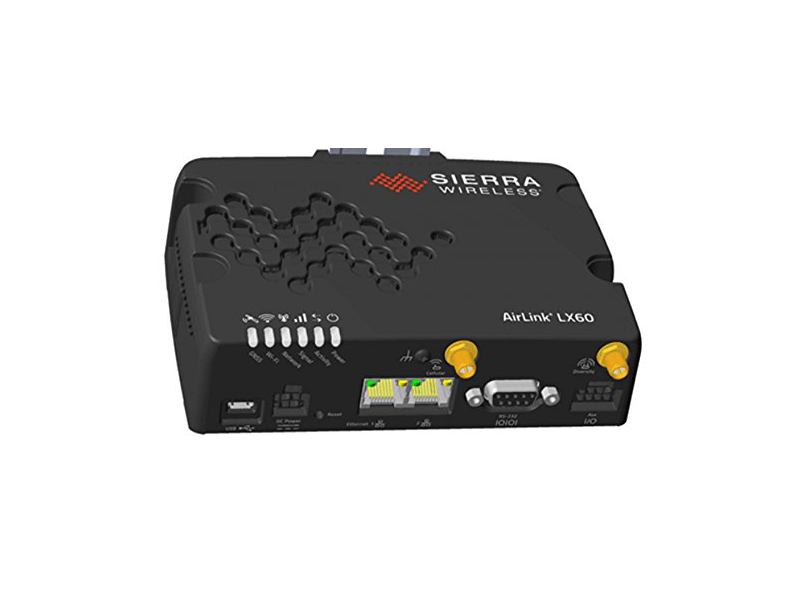 SIERRA
WIRELESS
AirLink® LX60
GNSS Wi-Fi Network Signal Activity Power
Cellular
Diversity
USB
DC Power
Reset
Ethernet 1
2
RS-232
IOIOI
Aux
I/O